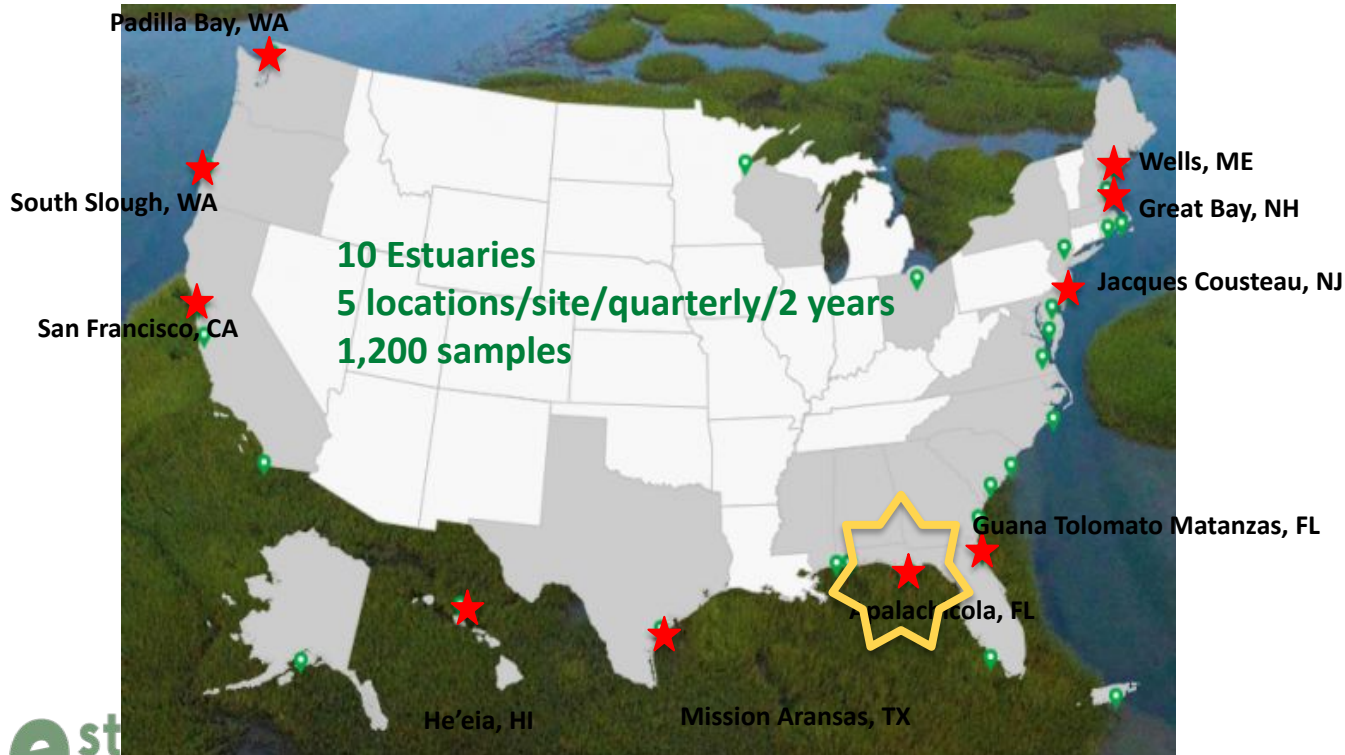 Padilla Bay, WA
Wells, ME
South Slough, WA
Great Bay, NH
10 Estuaries
5 locations/site/quarterly/2 years
1,200 samples
Jacques Cousteau, NJ
San Francisco, CA
Guana Tolomato Matanzas, FL
Apalachicola, FL
He'eia, HI
Mission Aransas, TX
e st